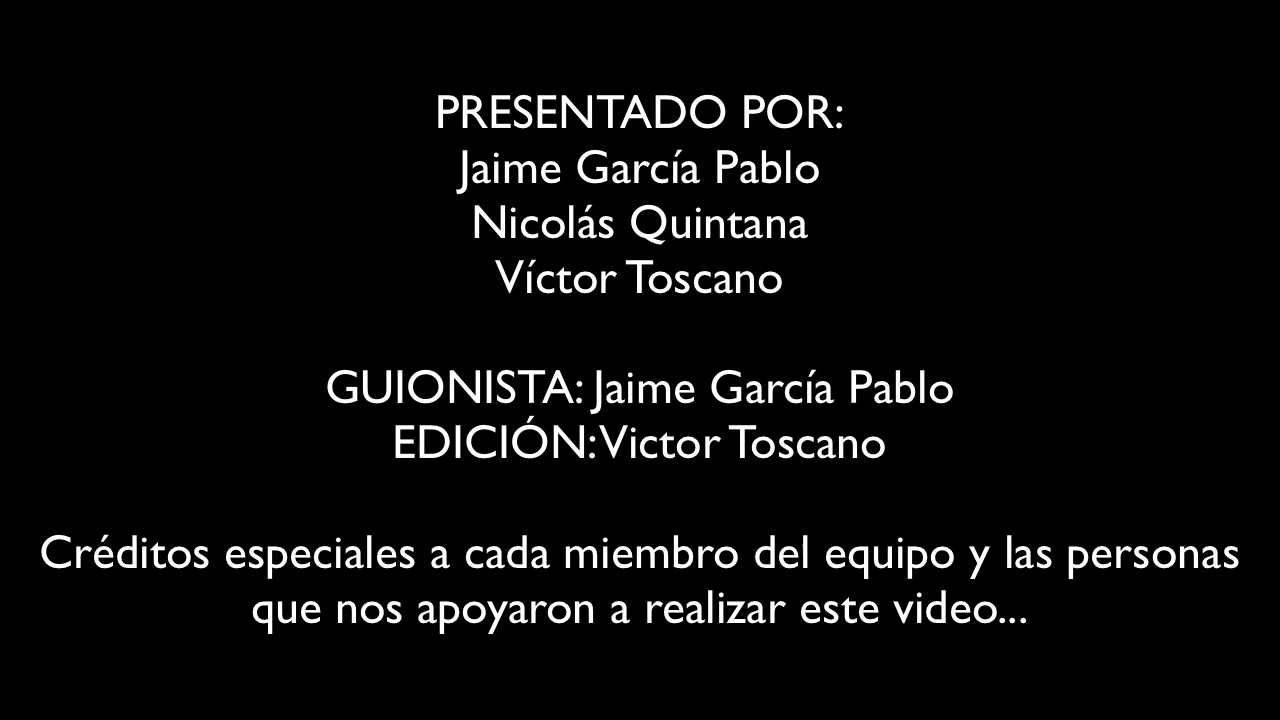 PRESENTADO POR:
Jaime García Pablo
Nicolás Quintana
Víctor Toscano
GUIONISTA: Jaime García Pablo
EDICIÓN: Victor Toscano
Créditos especiales a cada miembro del equipo y las personas
que nos apoyaron a realizar este video...